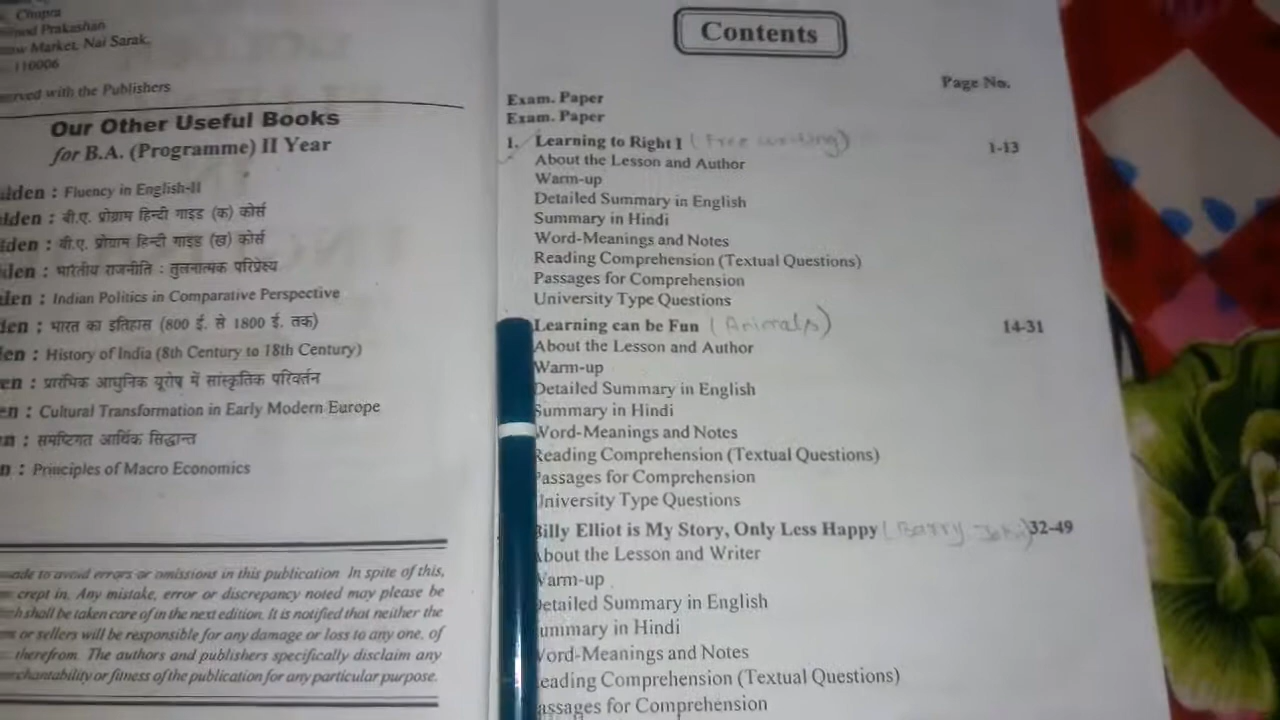 Chopra
Prakashan
Market, Nai Sarak,
110006
with the Publishers
Our Other Useful Books
for B.A. (Programme) II Year
: Fluency in English-II
: बी.ए. प्रोग्राम हिन्दी गाइड (क) कोर्स
: बी.ए. प्रोग्राम हिन्दी गाइड (ख) कोर्स
: भारतीय राजनीति : तुलनात्मक परिप्रेक्ष्य
: Indian Politics in Comparative Perspective
: भारत का इतिहास (800 ई. से 1800 ई. तक)
: History of India (8th Century to 18th Century)
: प्रारंभिक आधुनिक यूरोप में सांस्कृतिक परिवर्तन
: Cultural Transformation in Early Modern Europe
: समष्टिगत आर्थिक सिद्धान्त
: Principles of Macro Economics
to avoid errors or omissions in this publication. In spite of this,
crept in. Any mistake, error or discrepancy noted may please be
shall be taken care of in the next edition. It is notified that neither the
or sellers will be responsible for any damage or loss to any one, of
therefrom. The authors and publishers specifically disclaim any
or fitness of the publication for any particular purpose.
Contents
Page No.
Exam. Paper
Exam. Paper
1. Learning to Right I (Free writing) 1-13
About the Lesson and Author
Warm-up
Detailed Summary in English
Summary in Hindi
Word-Meanings and Notes
Reading Comprehension (Textual Questions)
Passages for Comprehension
University Type Questions
Learning can be Fun (Animals) 14-31
About the Lesson and Author
Warm-up
Detailed Summary in English
Summary in Hindi
Word-Meanings and Notes
Reading Comprehension (Textual Questions)
Passages for Comprehension
University Type Questions
Billy Elliot is My Story, Only Less Happy (Barry John) 32-49
About the Lesson and Writer
Warm-up
Detailed Summary in English
Summary in Hindi
Word-Meanings and Notes
Reading Comprehension (Textual Questions)
Passages for Comprehension